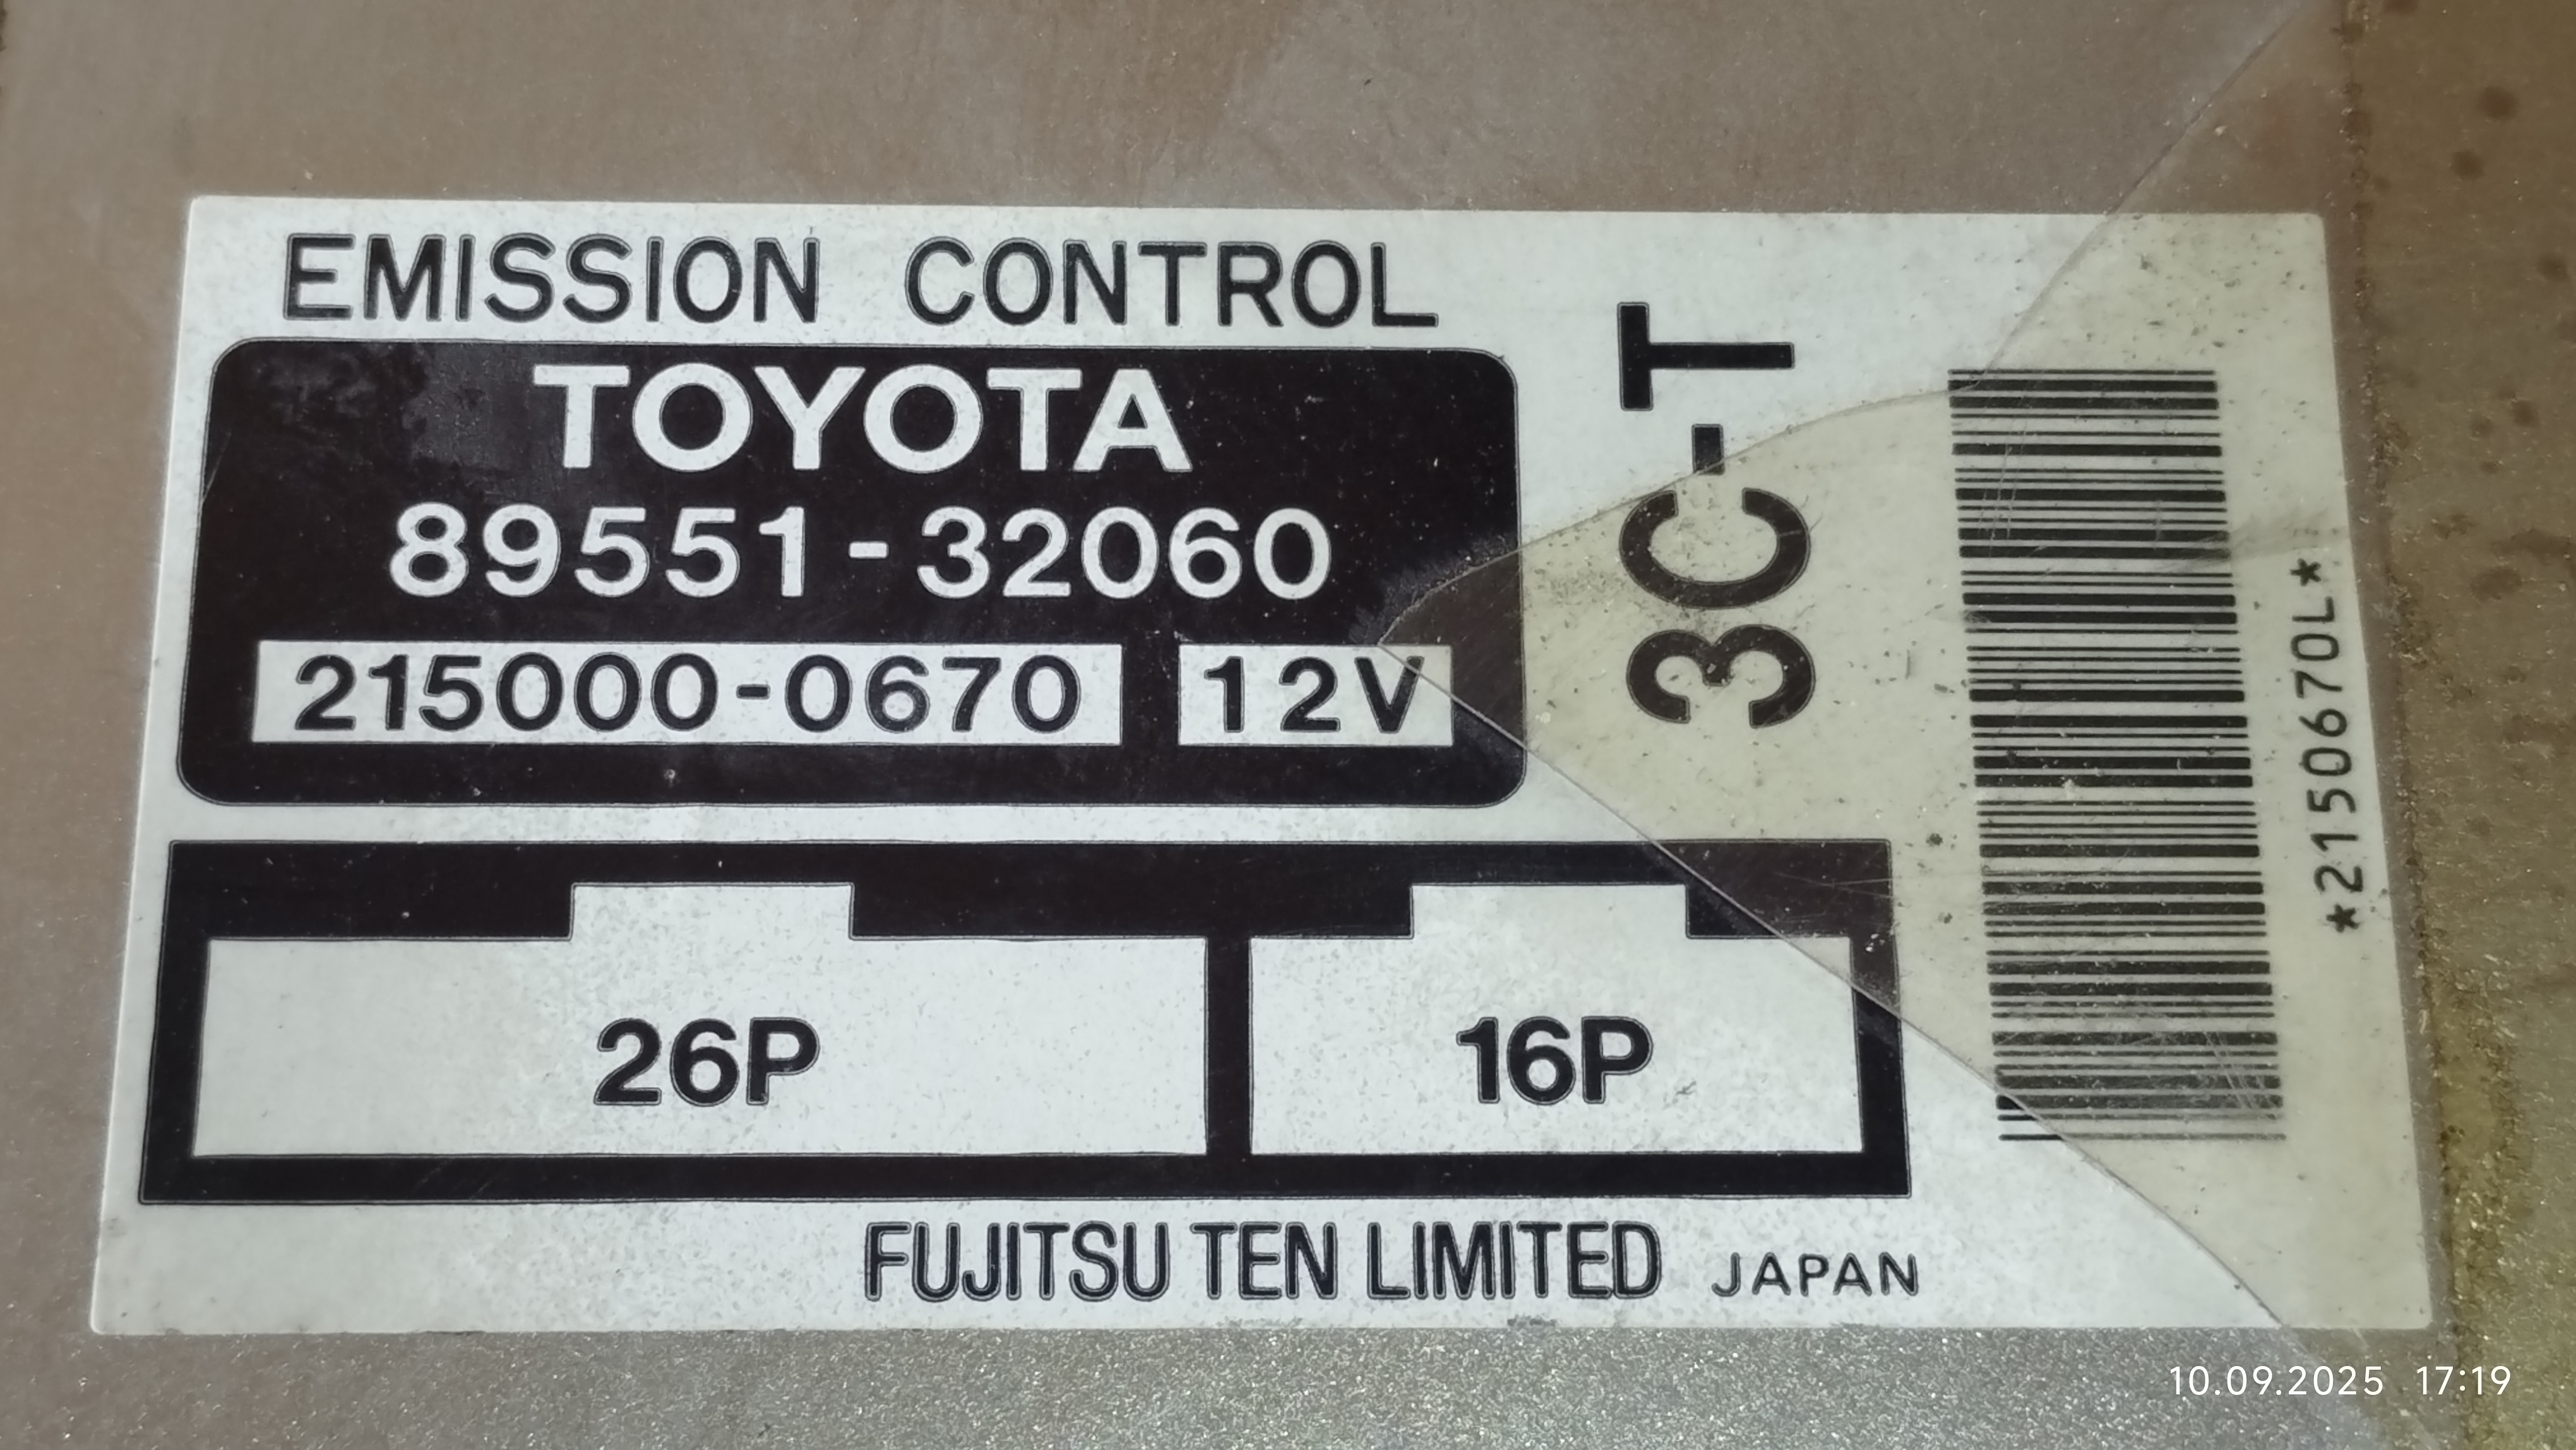 EMISSION CONTROL
TOYOTA
89551-32060
215000-0670 12V
3C-T
*2150670L*
26P 16P
FUJITSU TEN LIMITED JAPAN
10.09.2025 17:19